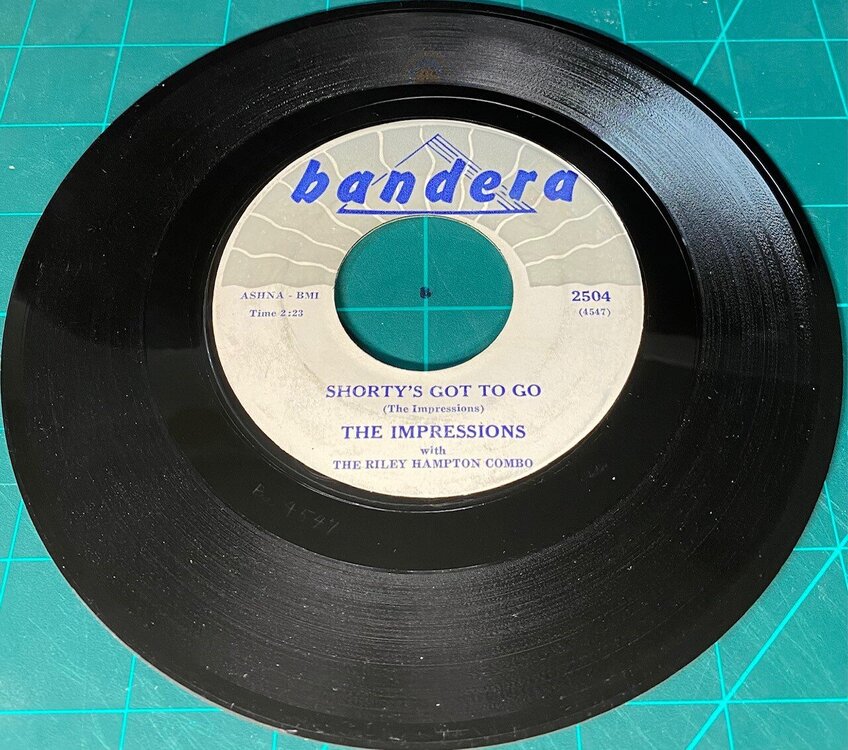 bandera
ASHNA - BMI
Time 2:23
2504
(4547)
SHORTY'S GOT TO GO
(The Impressions)
THE IMPRESSIONS
with
THE RILEY HAMPTON COMBO
4547